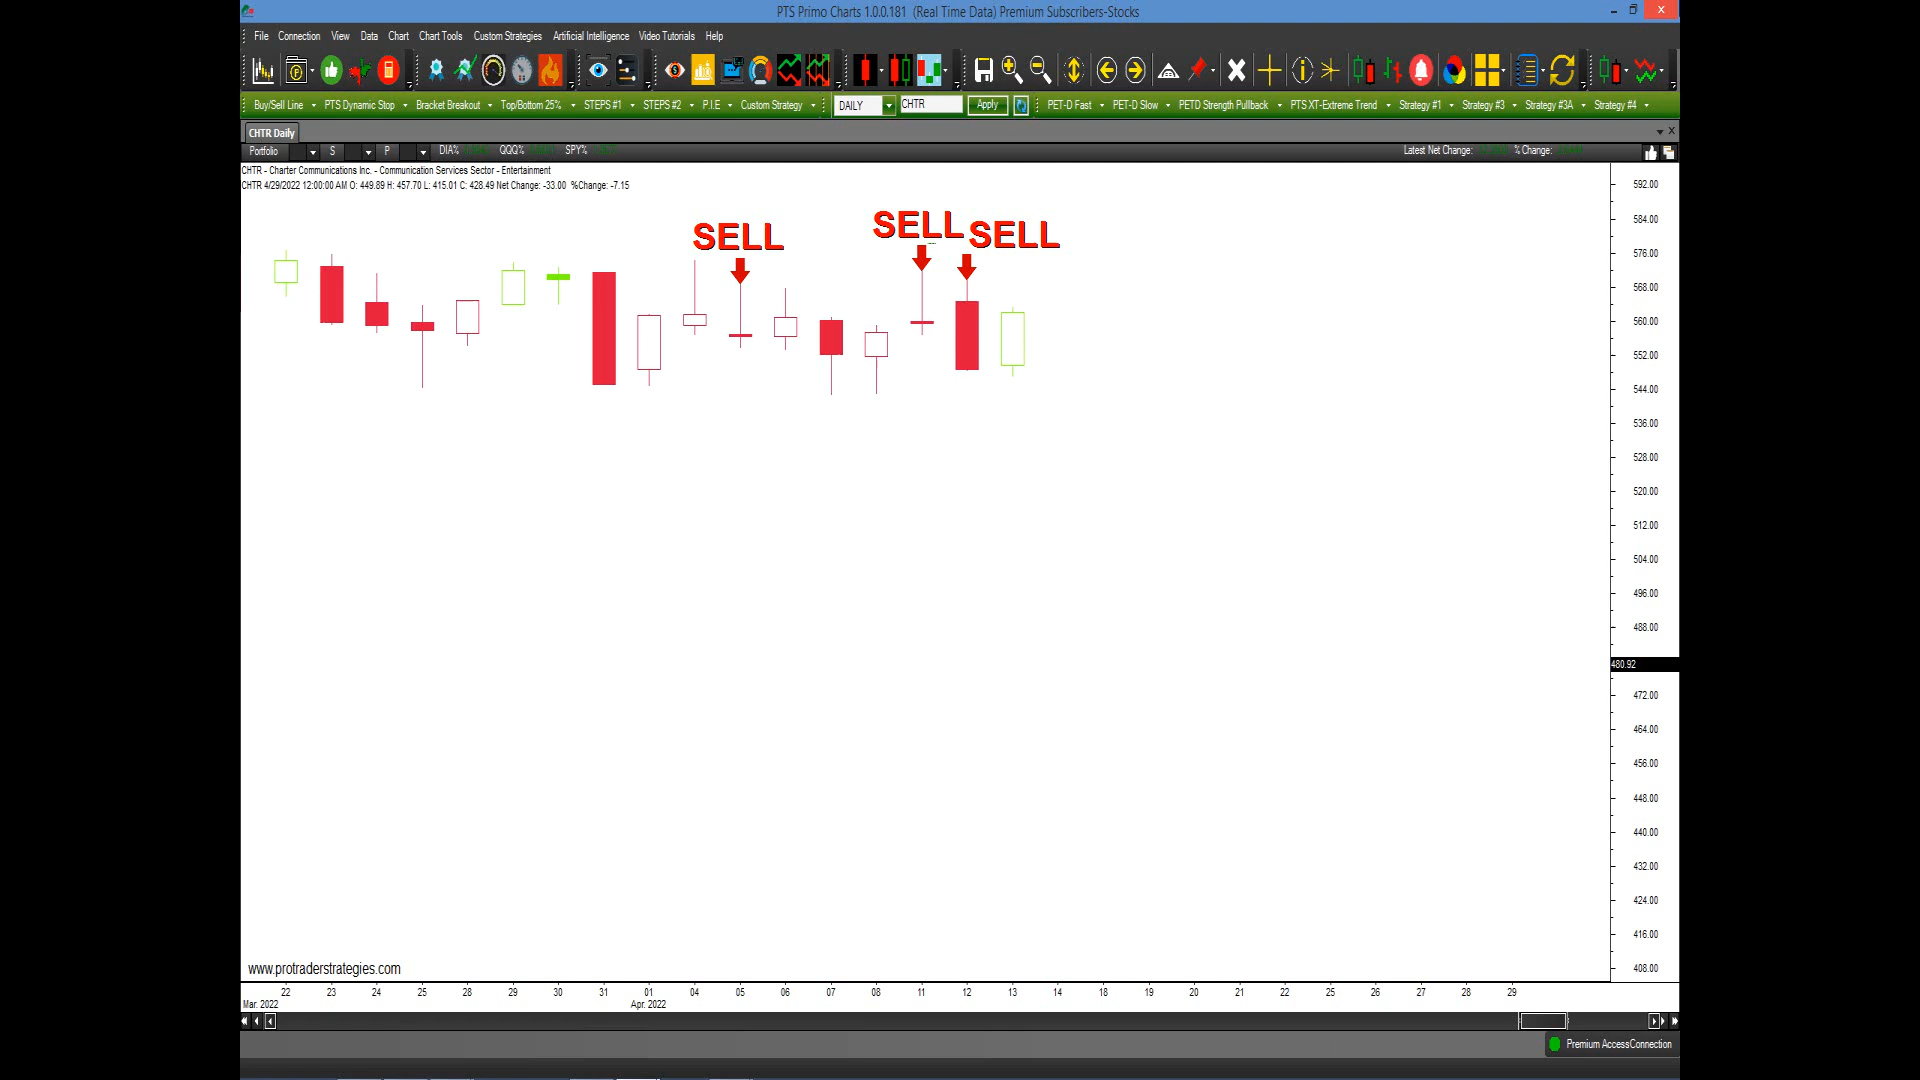 PTS Primo Charts 1.0.0.181 (Real Time Data) Premium Subscribers-Stocks
File Connection View Data Chart Chart Tools Custom Strategies Artificial Intelligence Video Tutorials Help
Buy/Sell Line PTS Dynamic Stop Bracket Breakout Top/Bottom 25% STEPS #1 STEPS #2 P.I.E Custom Strategy DAILY CHTR Apply PET-D Fast PET-D Slow PETD Strength Pullback PTS XT-Extreme Trend Strategy #1 Strategy #3 Strategy #3A Strategy #4
CHTR Daily
Portfolio S P DIA% QQQ% SPY% Latest Net Change: % Change:
CHTR - Charter Communications Inc. - Communication Services Sector - Entertainment
CHTR 4/29/2022 12:00:00 AM O: 449.89 H: 457.70 L: 415.01 C: 428.49 Net Change: -33.00 %Change: -7.15
SELL SELL SELL
592.00
584.00
576.00
568.00
560.00
552.00
544.00
536.00
528.00
520.00
512.00
504.00
496.00
488.00
480.92
472.00
464.00
456.00
448.00
440.00
432.00
424.00
416.00
408.00
www.protraderstrategies.com
22 23 24 25 28 29 30 31 01 04 05 06 07 08 11 12 13 14 18 19 20 21 22 25 26 27 28 29
Mar. 2022 Apr. 2022
Premium AccessConnection